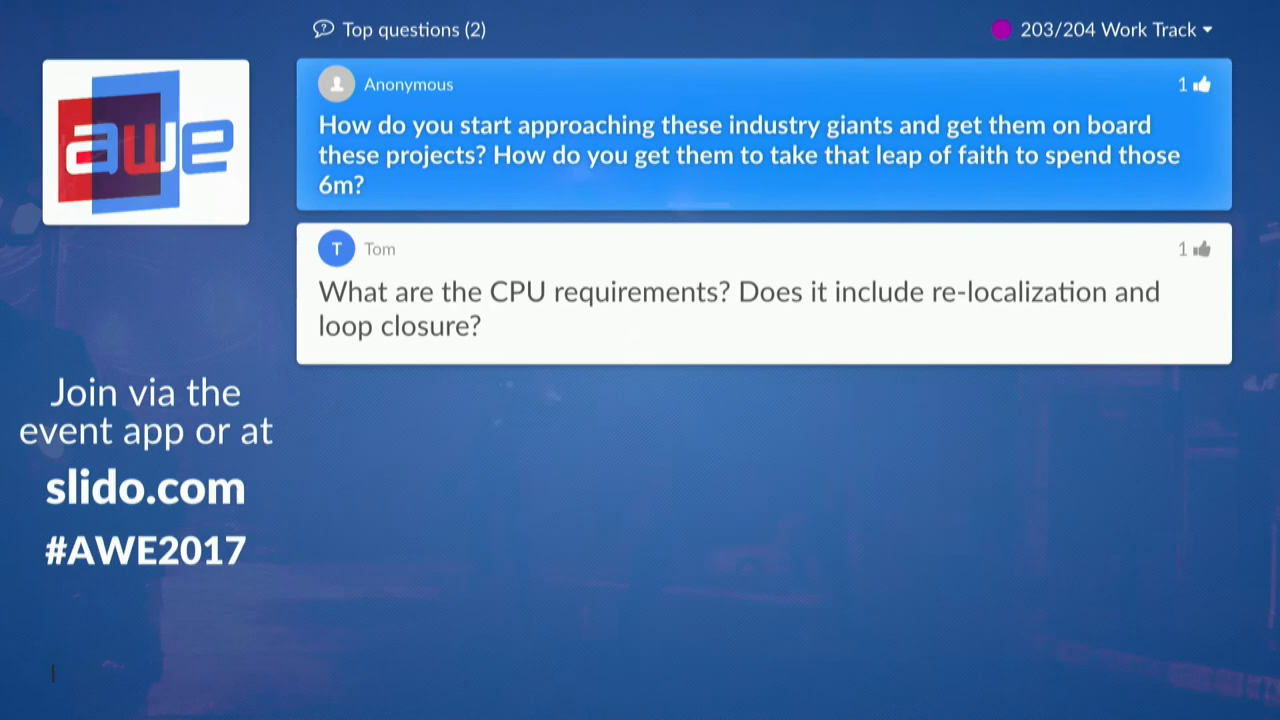 Top questions (2)
203/204 Work Track
awe
Anonymous
1
How do you start approaching these industry giants and get them on board
these projects? How do you get them to take that leap of faith to spend those
6m?
T
Tom
1
What are the CPU requirements? Does it include re-localization and
loop closure?
Join via the
event app or at
slido.com
#AWE2017